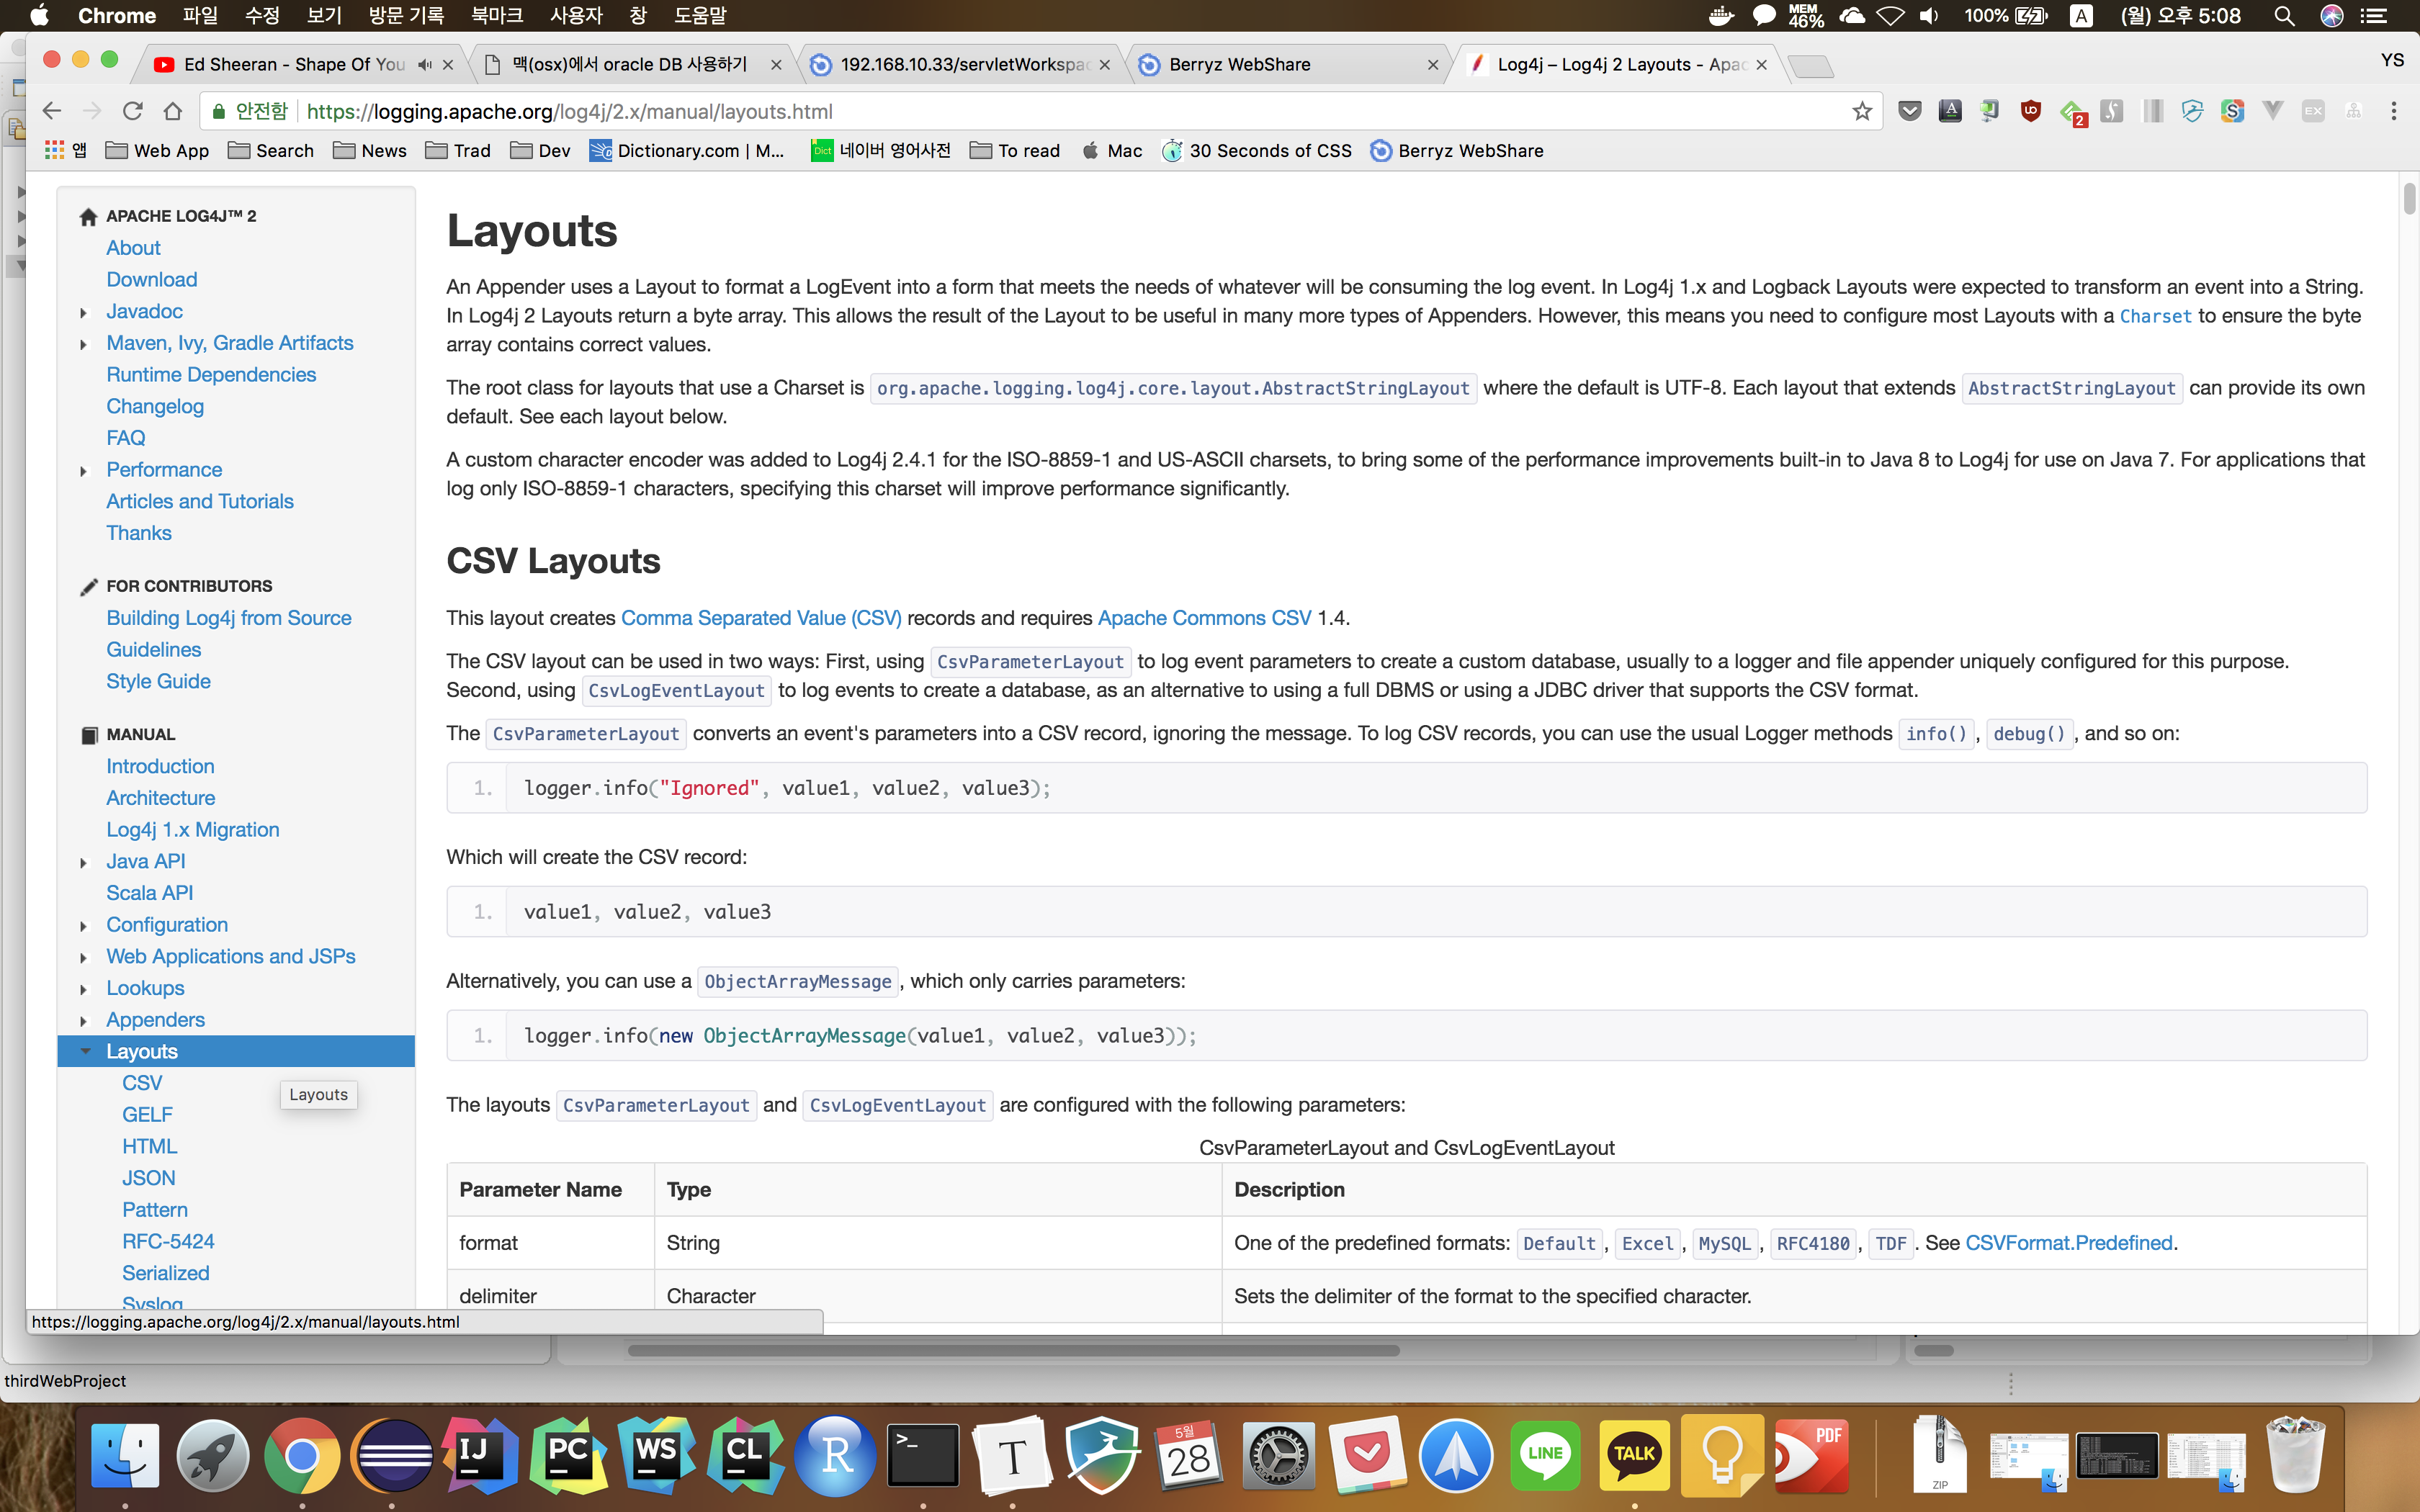 Chrome 파일 수정 보기 방문 기록 북마크 사용자 창 도움말 MEM 46% 100% A (월) 오후 5:08
Ed Sheeran - Shape Of You 맥(osx)에서 oracle DB 사용하기 192.168.10.33/servletWorkspac Berryz WebShare Log4j – Log4j 2 Layouts - Apac YS
안전함 https://logging.apache.org/log4j/2.x/manual/layouts.html 2
앱 Web App Search News Trad Dev Dictionary.com | M... 네이버 영어사전 To read Mac 30 Seconds of CSS Berryz WebShare
APACHE LOG4J™ 2
About
Download
Javadoc
Maven, Ivy, Gradle Artifacts
Runtime Dependencies
Changelog
FAQ
Performance
Articles and Tutorials
Thanks
FOR CONTRIBUTORS
Building Log4j from Source
Guidelines
Style Guide
MANUAL
Introduction
Architecture
Log4j 1.x Migration
Java API
Scala API
Configuration
Web Applications and JSPs
Lookups
Appenders
Layouts
CSV
Layouts
GELF
HTML
JSON
Pattern
RFC-5424
Serialized
Syslog
https://logging.apache.org/log4j/2.x/manual/layouts.html
Layouts
An Appender uses a Layout to format a LogEvent into a form that meets the needs of whatever will be consuming the log event. In Log4j 1.x and Logback Layouts were expected to transform an event into a String.
In Log4j 2 Layouts return a byte array. This allows the result of the Layout to be useful in many more types of Appenders. However, this means you need to configure most Layouts with a Charset to ensure the byte
array contains correct values.
The root class for layouts that use a Charset is org.apache.logging.log4j.core.layout.AbstractStringLayout where the default is UTF-8. Each layout that extends AbstractStringLayout can provide its own
default. See each layout below.
A custom character encoder was added to Log4j 2.4.1 for the ISO-8859-1 and US-ASCII charsets, to bring some of the performance improvements built-in to Java 8 to Log4j for use on Java 7. For applications that
log only ISO-8859-1 characters, specifying this charset will improve performance significantly.
CSV Layouts
This layout creates Comma Separated Value (CSV) records and requires Apache Commons CSV 1.4.
The CSV layout can be used in two ways: First, using CsvParameterLayout to log event parameters to create a custom database, usually to a logger and file appender uniquely configured for this purpose.
Second, using CsvLogEventLayout to log events to create a database, as an alternative to using a full DBMS or using a JDBC driver that supports the CSV format.
The CsvParameterLayout converts an event's parameters into a CSV record, ignoring the message. To log CSV records, you can use the usual Logger methods info(), debug(), and so on:
1. logger.info("Ignored", value1, value2, value3);
Which will create the CSV record:
1. value1, value2, value3
Alternatively, you can use a ObjectArrayMessage, which only carries parameters:
1. logger.info(new ObjectArrayMessage(value1, value2, value3));
The layouts CsvParameterLayout and CsvLogEventLayout are configured with the following parameters:
CsvParameterLayout and CsvLogEventLayout
Parameter Name Type Description
format String One of the predefined formats: Default, Excel, MySQL, RFC4180, TDF. See CSVFormat.Predefined.
delimiter Character Sets the delimiter of the format to the specified character.
thirdWebProject
IJ PC WS CL R >_ T 5월 28 LINE TALK PDF ZIP